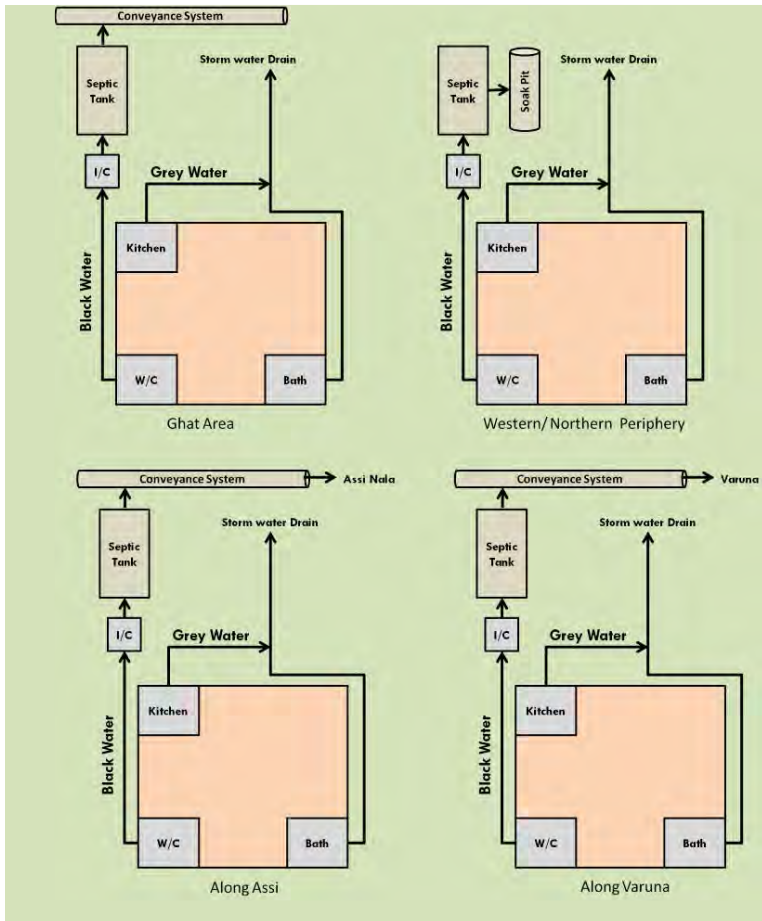 Conveyance System
Storm water Drain
Septic
Tank
I/C
Grey Water
Black Water
Kitchen
W/C
Bath
Ghat Area
Storm water Drain
Septic
Tank
Soak Pit
I/C
Grey Water
Black Water
Kitchen
W/C
Bath
Western/ Northern Periphery
Conveyance System
Assi Nala
Storm water Drain
Septic
Tank
I/C
Grey Water
Black Water
Kitchen
W/C
Bath
Along Assi
Conveyance System
Varuna
Storm water Drain
Septic
Tank
I/C
Grey Water
Black Water
Kitchen
W/C
Bath
Along Varuna